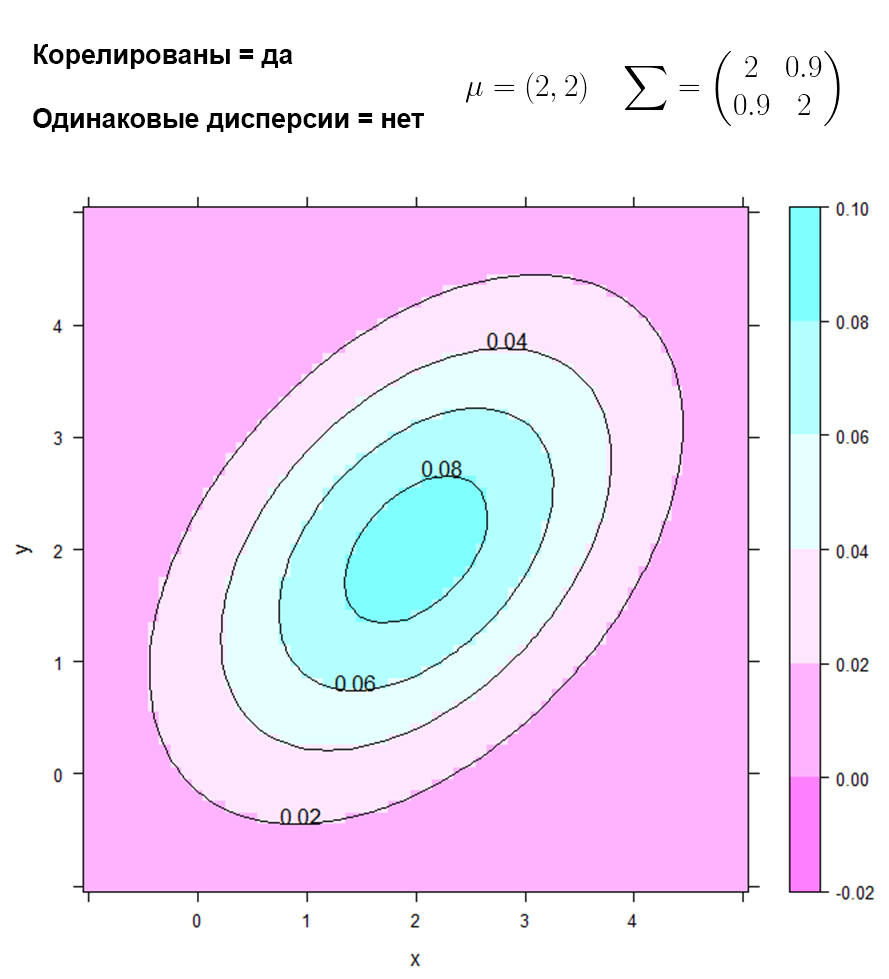 Корелированы = да
Одинаковые дисперсии = нет
μ = (2, 2) ∑ = (2 0.9
0.9 2)
0.04
0.08
0.06
0.02
4
3
2
1
0
y
0 1 2 3 4
x
0.10
0.08
0.06
0.04
0.02
0.00
-0.02